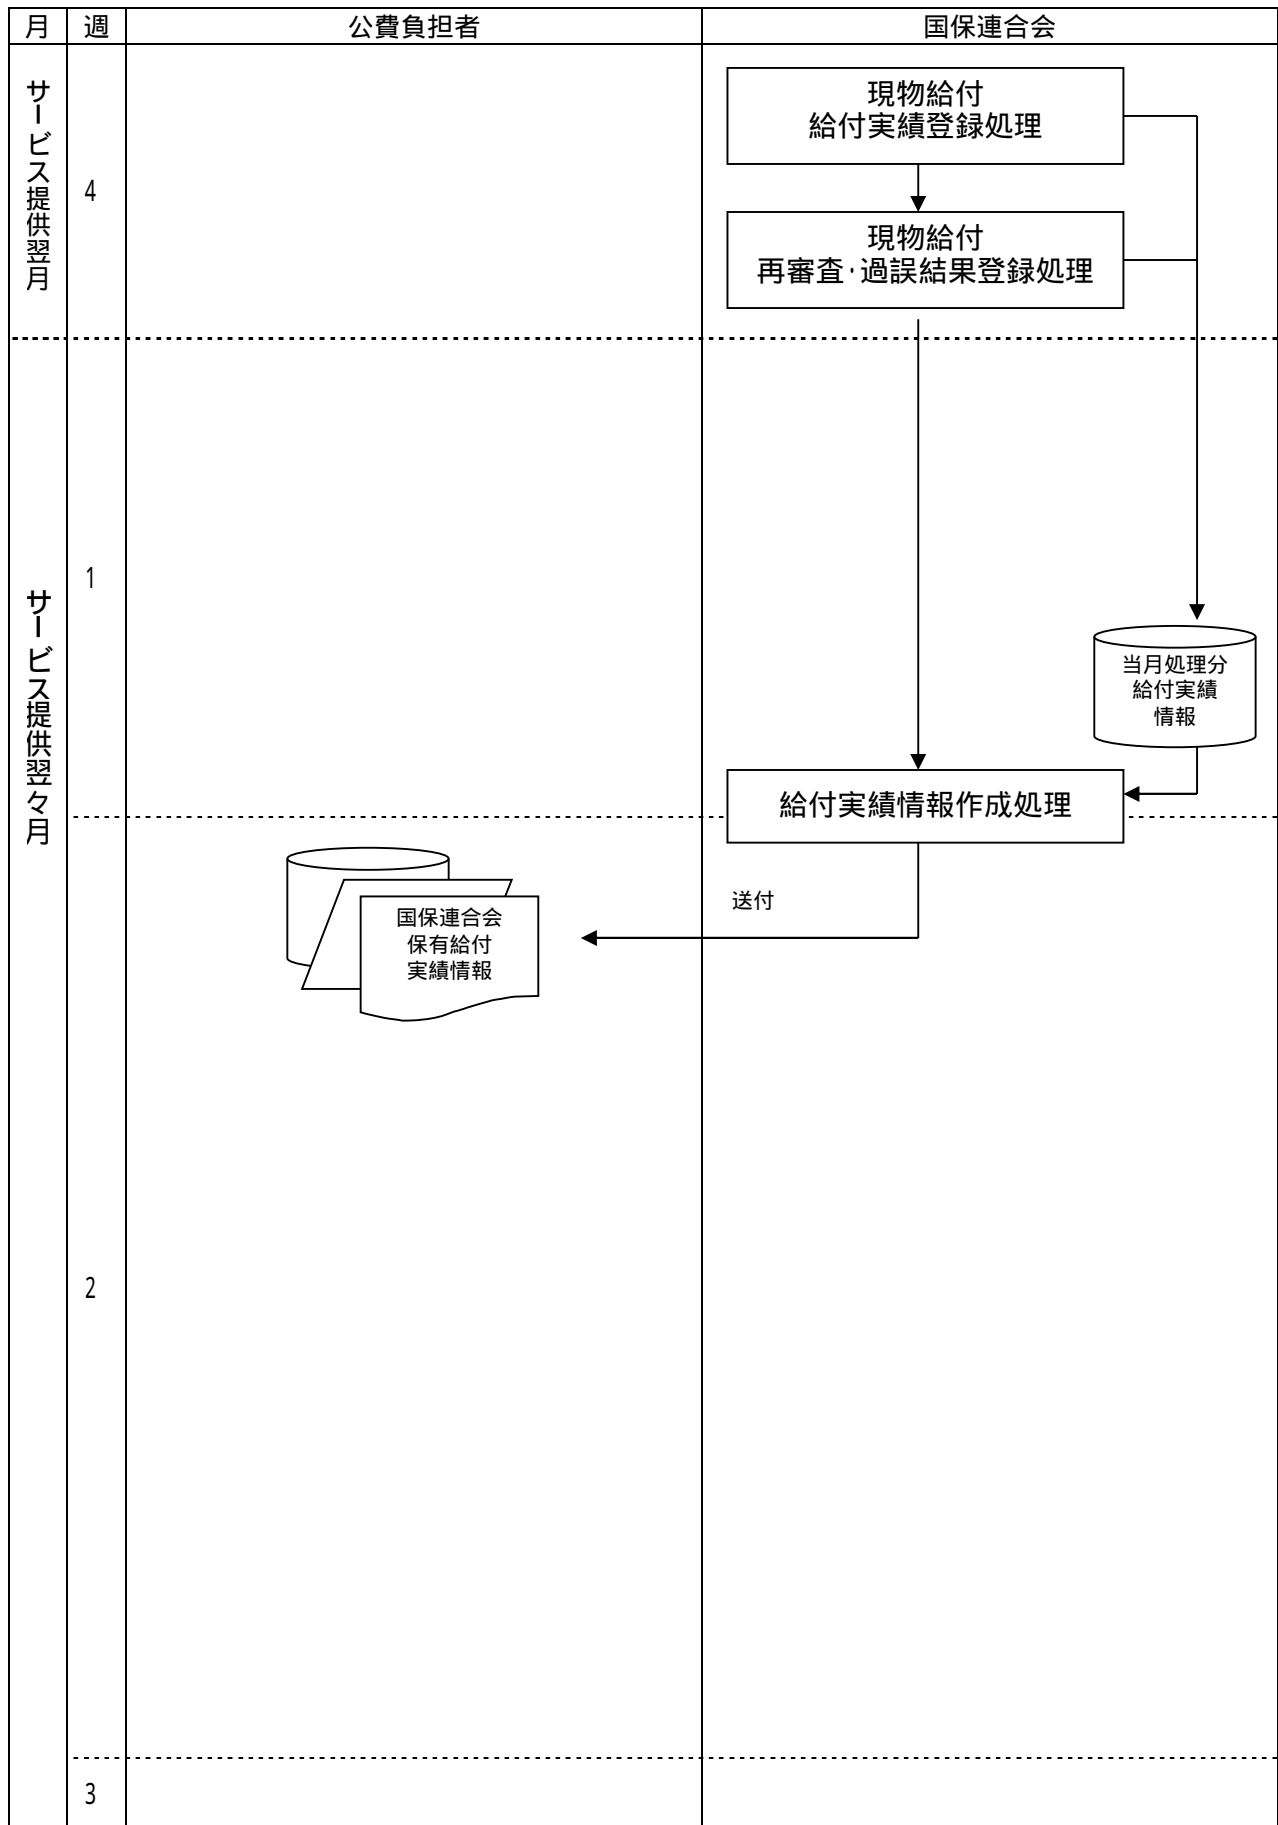 月
週
公費負担者
国保連合会
サービス提供翌月
4
現物給付
給付実績登録処理
現物給付
再審査･過誤結果登録処理
サービス提供翌々月
1
当月処理分
給付実績
情報
給付実績情報作成処理
送付
国保連合会
保有給付
実績情報
2
3